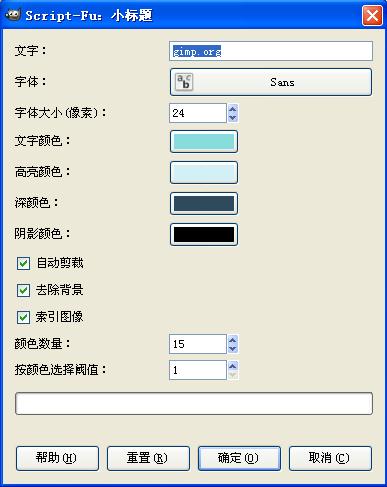 Script-Fu: 小标题
文字： gimp.org
字体： Sans
字体大小(像素)： 24
文字颜色：
高亮颜色：
深颜色：
阴影颜色：
自动剪裁
去除背景
索引图像
颜色数量： 15
按颜色选择阈值： 1
帮助(H) 重置(R) 确定(O) 取消(C)